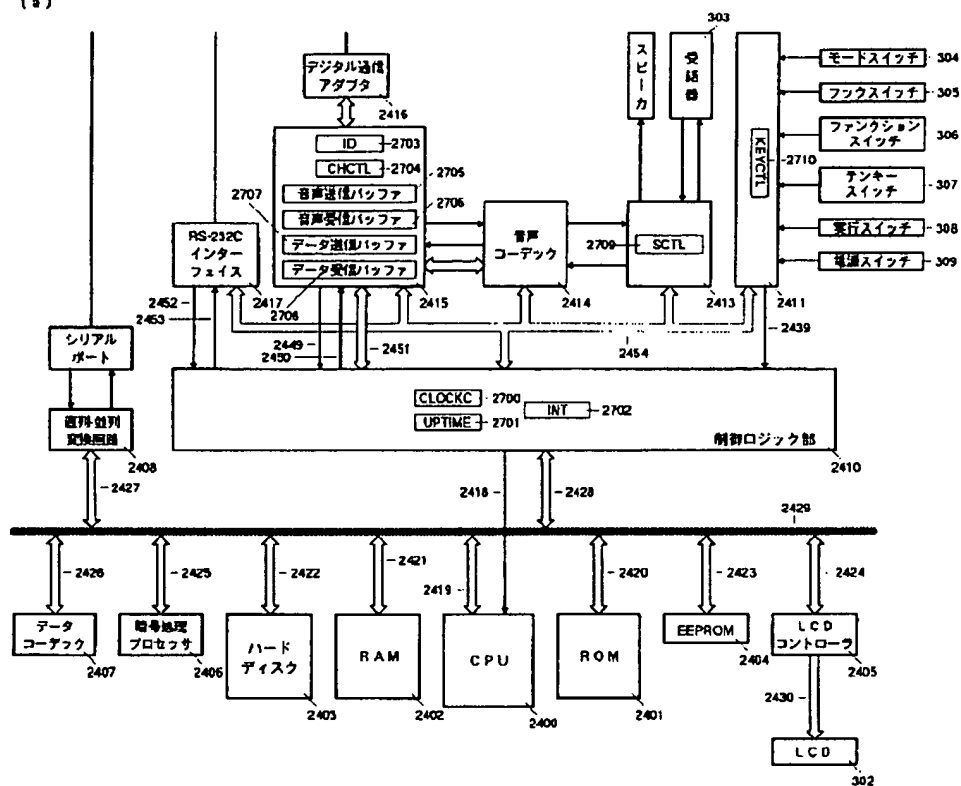 (a)
303
スピーカ
受話器
デジタル通信
アダプタ
2416
モードスイッチ
304
フックスイッチ
305
ファンクション
スイッチ
306
テンキー
スイッチ
307
実行スイッチ
308
電源スイッチ
309
KEYCTL
2710
2411
ID
2703
CHCTL
2704
2705
音声送信バッファ
2707
2706
音声受信バッファ
データ送信バッファ
データ受信バッファ
2708
2415
RS-232C
インター
フェイス
2417
音声
コーデック
2414
2709
SCTL
2413
2452
2453
2449
2450
2451
2454
2439
シリアル
ポート
直列-並列
変換回路
2408
2427
CLOCKC
2700
UPTIME
2701
INT
2702
制御ロジック部
2410
2418
2428
2429
2426
2425
2422
2421
2419
2420
2423
2424
データ
コーデック
2407
暗号処理
プロセッサ
2406
ハード
ディスク
2403
RAM
2402
CPU
2400
ROM
2401
EEPROM
2404
LCD
コントローラ
2405
2430
LCD
302